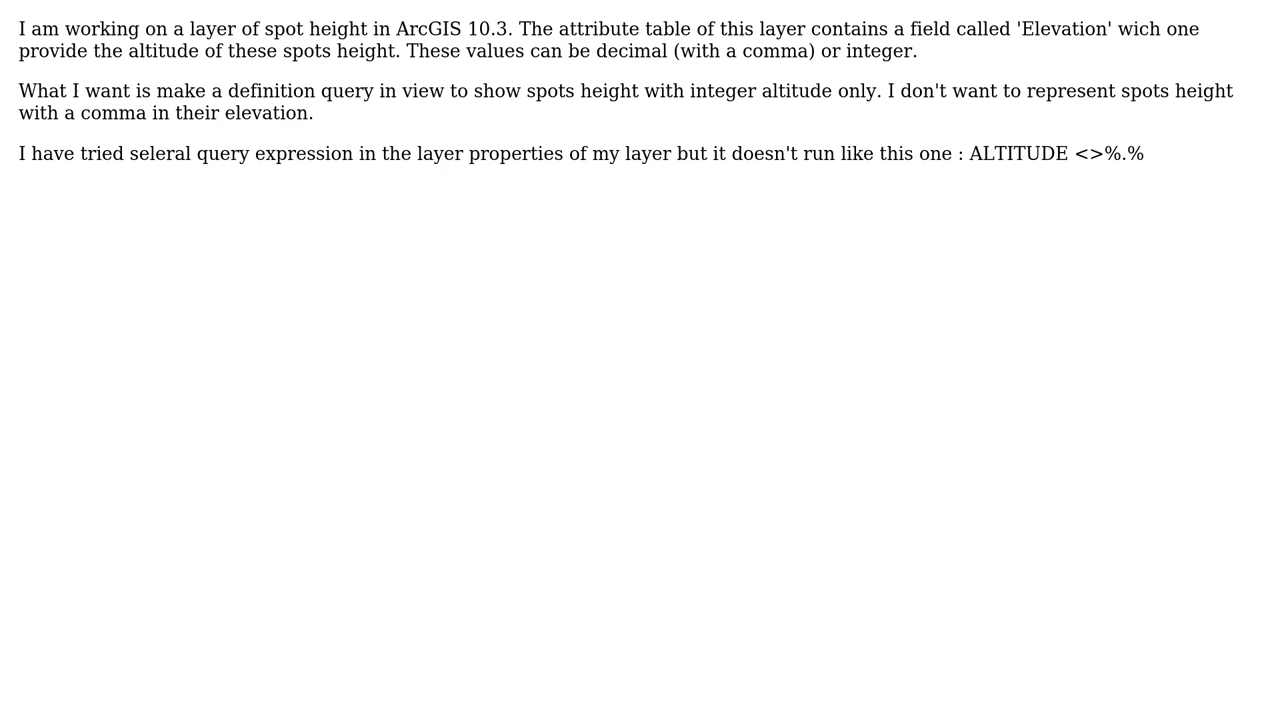 I am working on a layer of spot height in ArcGIS 10.3. The attribute table of this layer contains a field called 'Elevation' wich one
provide the altitude of these spots height. These values can be decimal (with a comma) or integer.
What I want is make a definition query in view to show spots height with integer altitude only. I don't want to represent spots height
with a comma in their elevation.
I have tried seleral query expression in the layer properties of my layer but it doesn't run like this one : ALTITUDE <>%.%